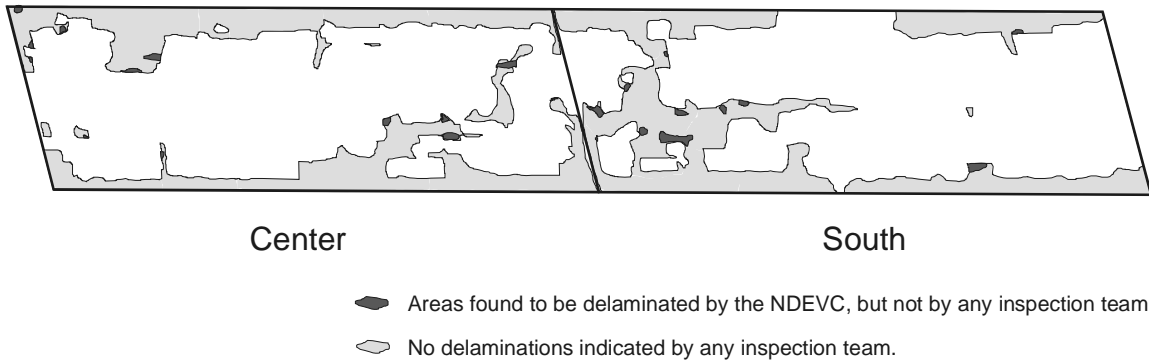 Center South
Areas found to be delaminated by the NDEVC, but not by any inspection team
No delaminations indicated by any inspection team.